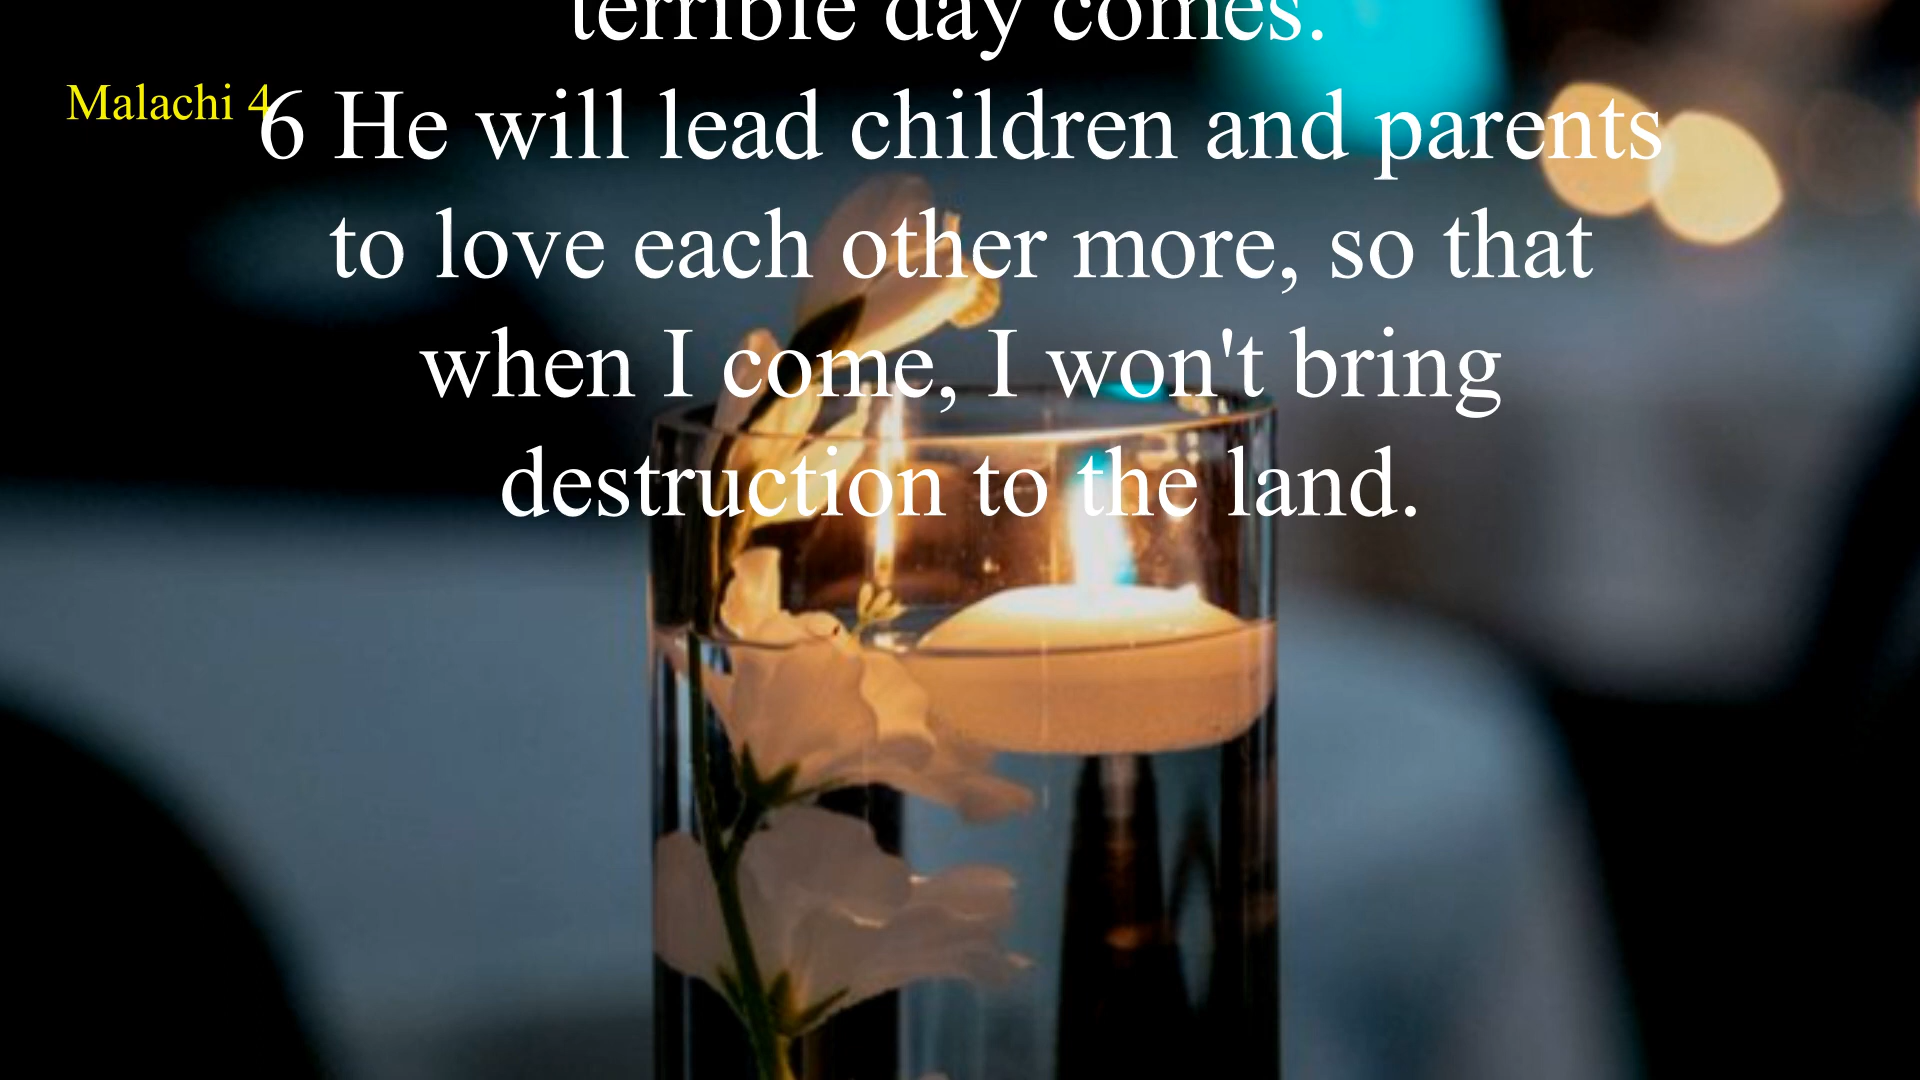 terrible day comes.
Malachi 4
6 He will lead children and parents
to love each other more, so that
when I come, I won't bring
destruction to the land.